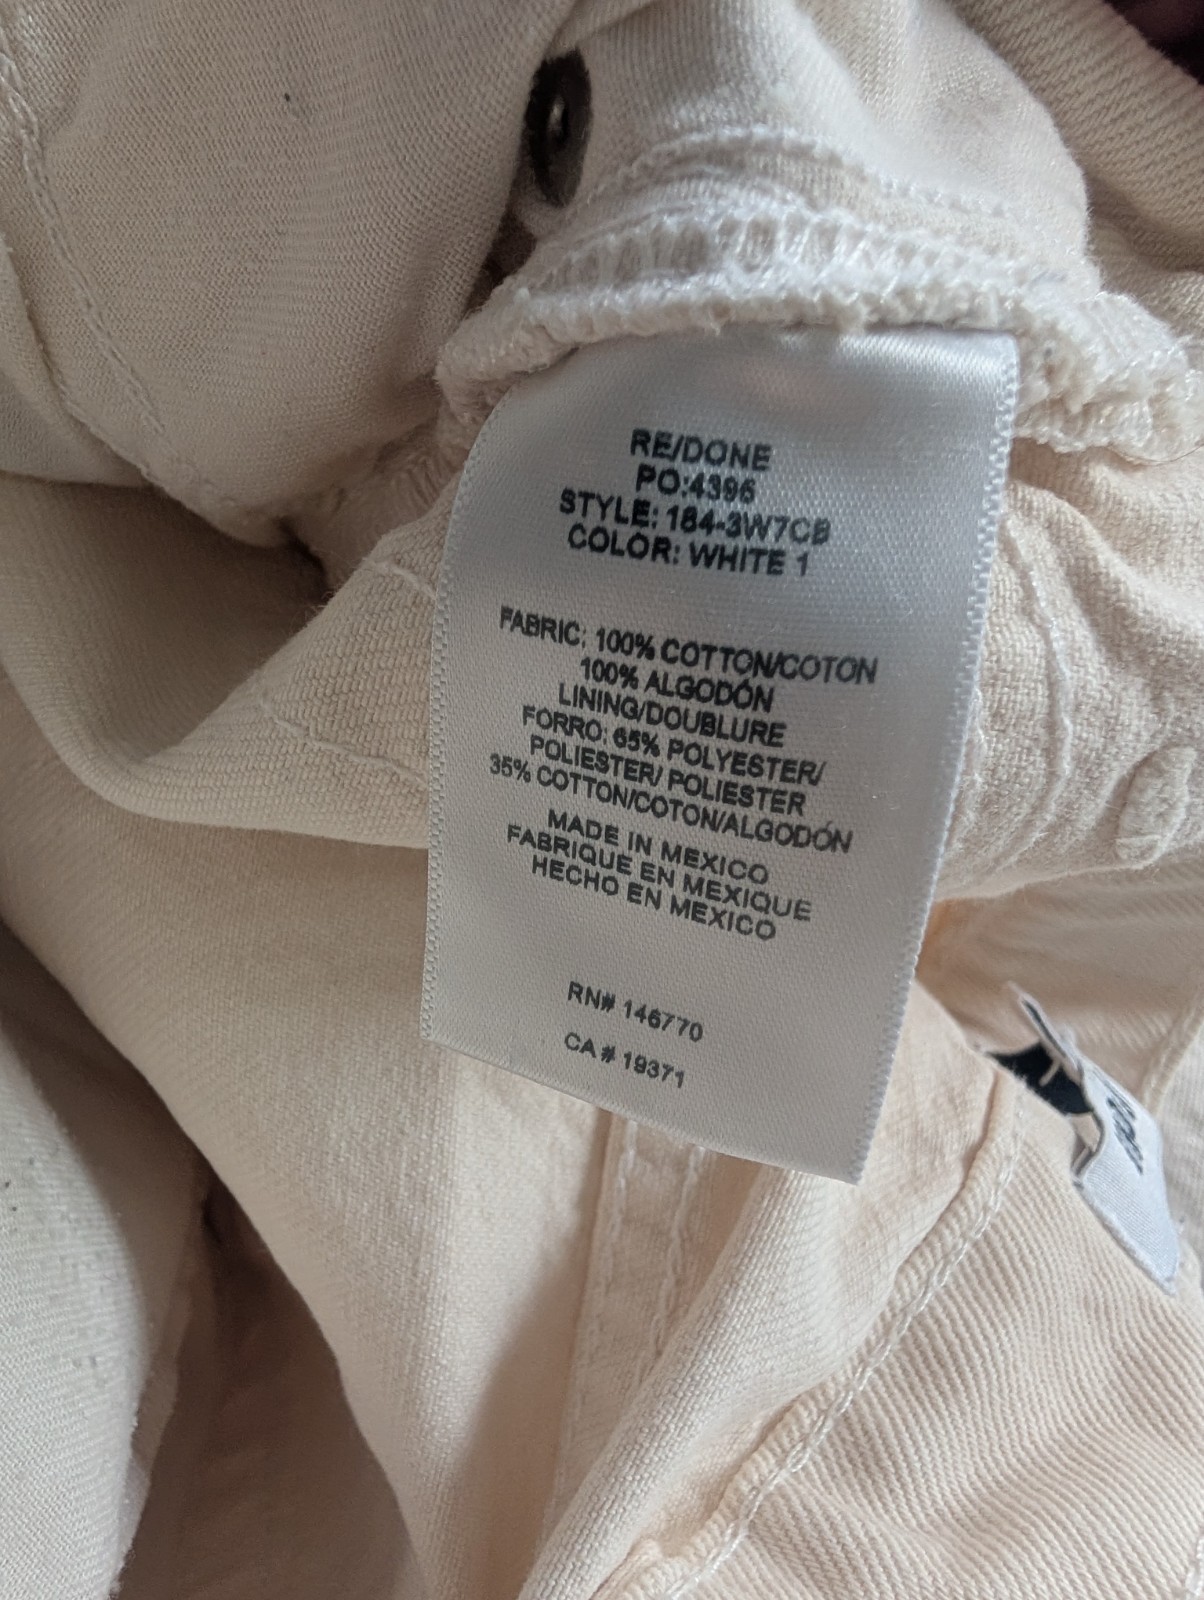 RE/DONE
PO:4396
STYLE: 184-3W7CB
COLOR: WHITE 1
FABRIC: 100% COTTON/COTON
100% ALGODÓN
LINING/DOUBLURE
FORRO: 65% POLYESTER/
POLIESTER/ POLIESTER
35% COTTON/COTON/ALGODÓN
MADE IN MEXICO
FABRIQUE EN MEXIQUE
HECHO EN MEXICO
RN# 146770
CA # 19371